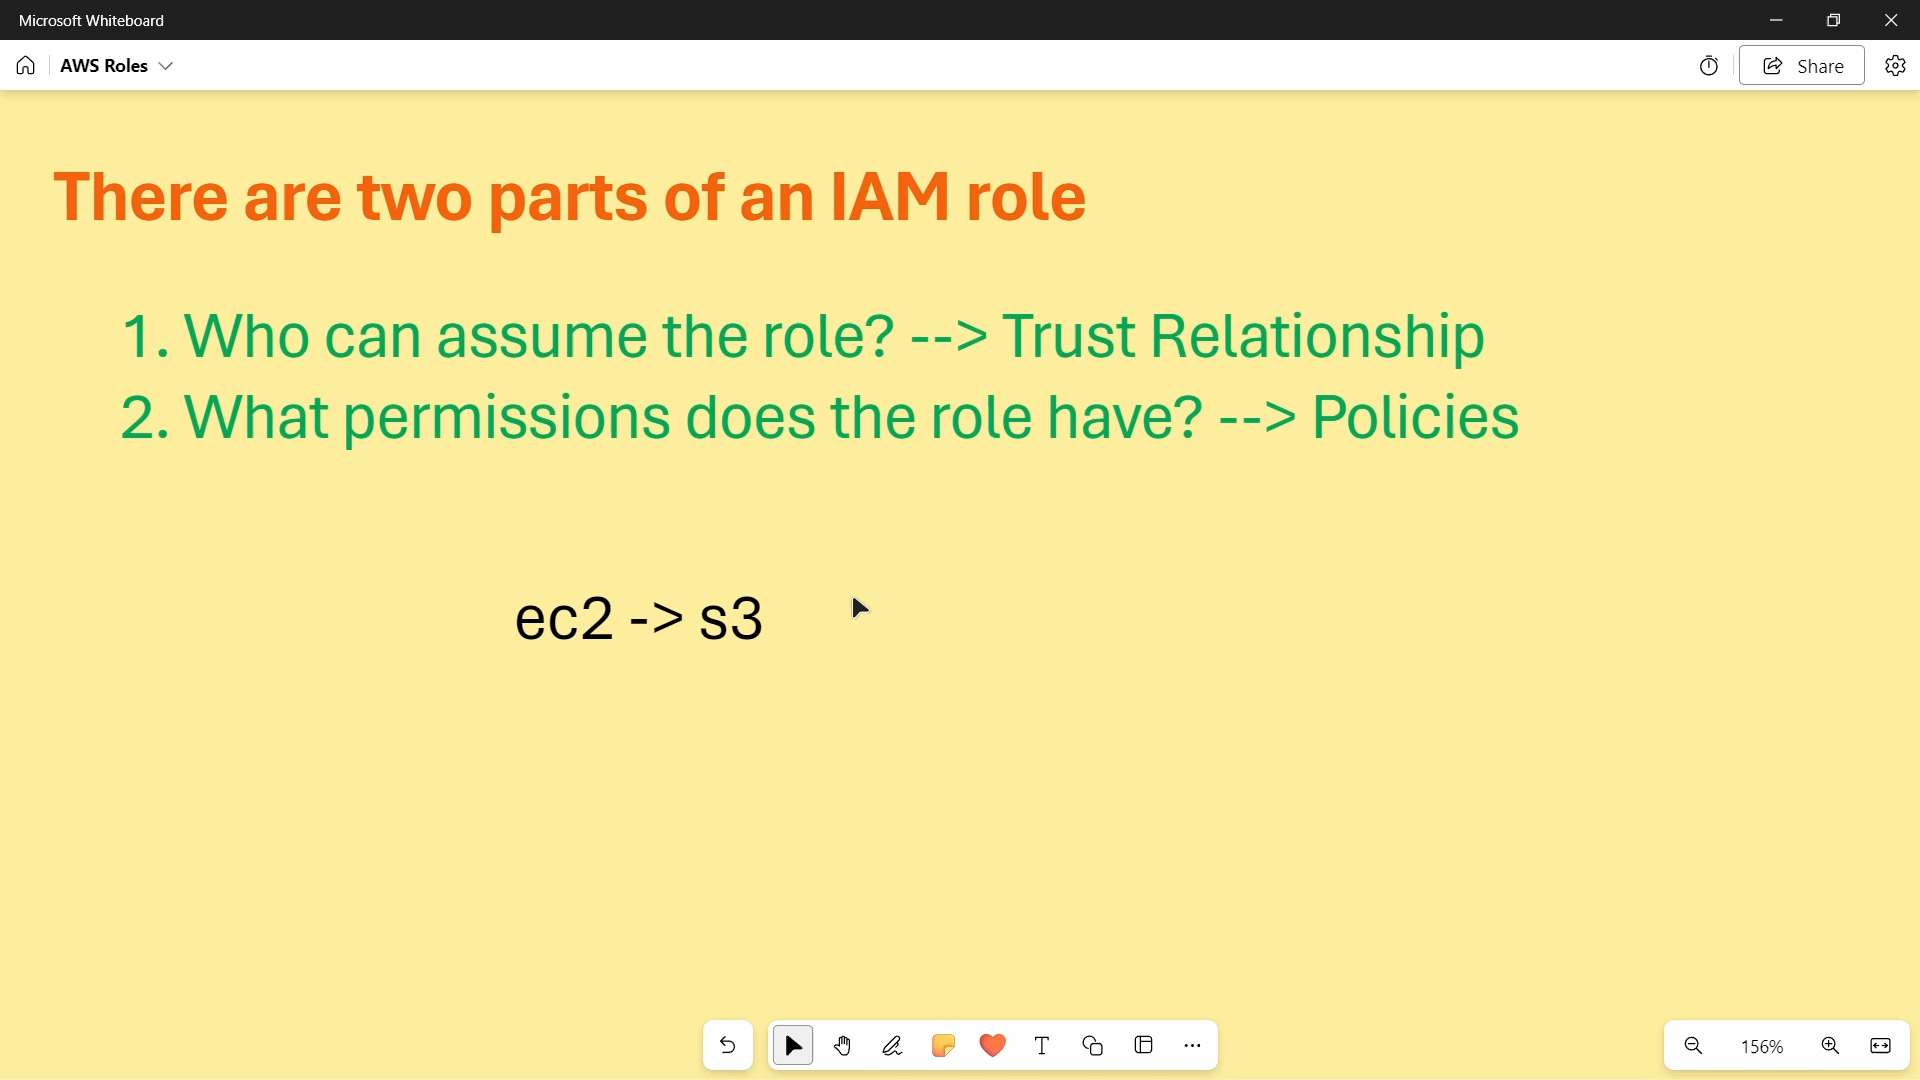 Microsoft Whiteboard
AWS Roles
Share
There are two parts of an IAM role
1. Who can assume the role? --> Trust Relationship
2. What permissions does the role have? --> Policies
ec2 -> s3
156%